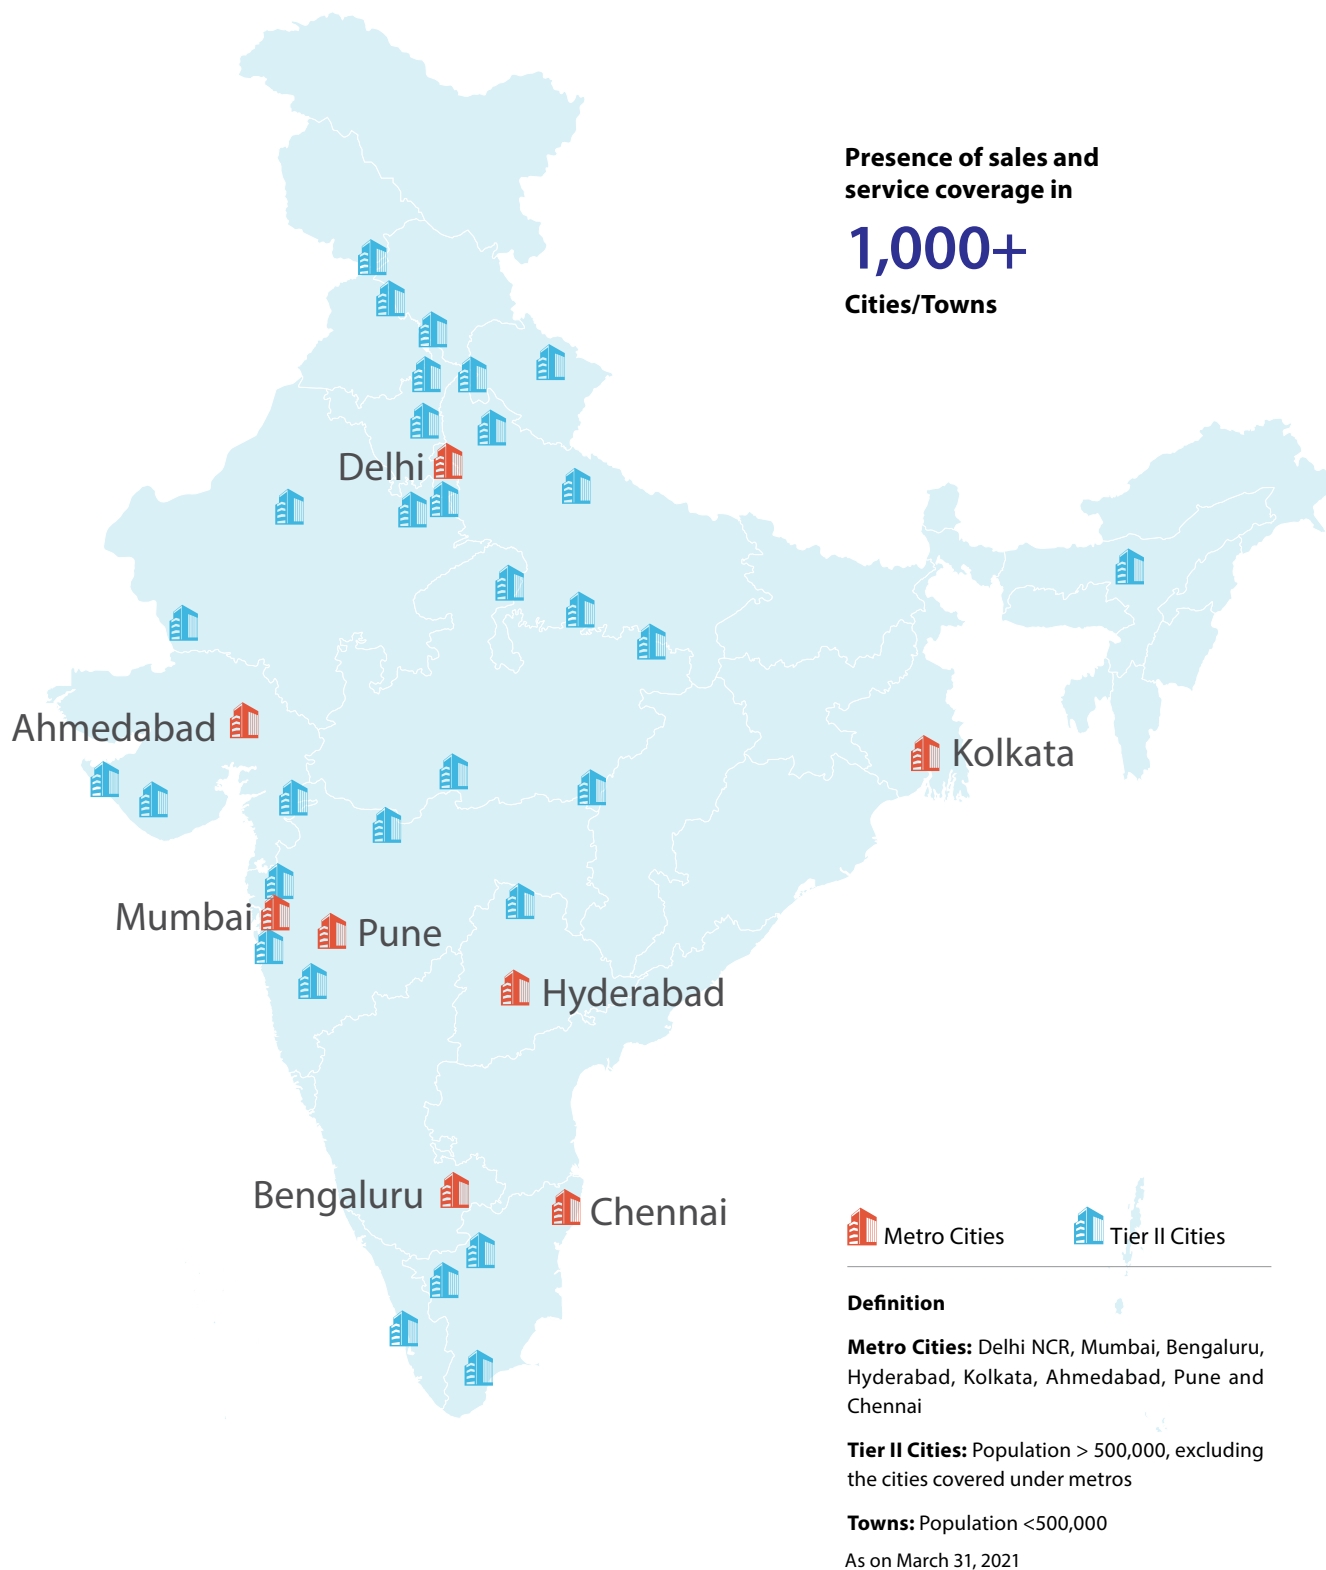 Presence of sales and
service coverage in
1,000+
Cities/Towns
Delhi
Ahmedabad
Kolkata
Mumbai
Pune
Hyderabad
Bengaluru
Chennai
Metro Cities
Tier II Cities
Definition
Metro Cities: Delhi NCR, Mumbai, Bengaluru,
Hyderabad, Kolkata, Ahmedabad, Pune and
Chennai
Tier II Cities: Population > 500,000, excluding
the cities covered under metros
Towns: Population <500,000
As on March 31, 2021